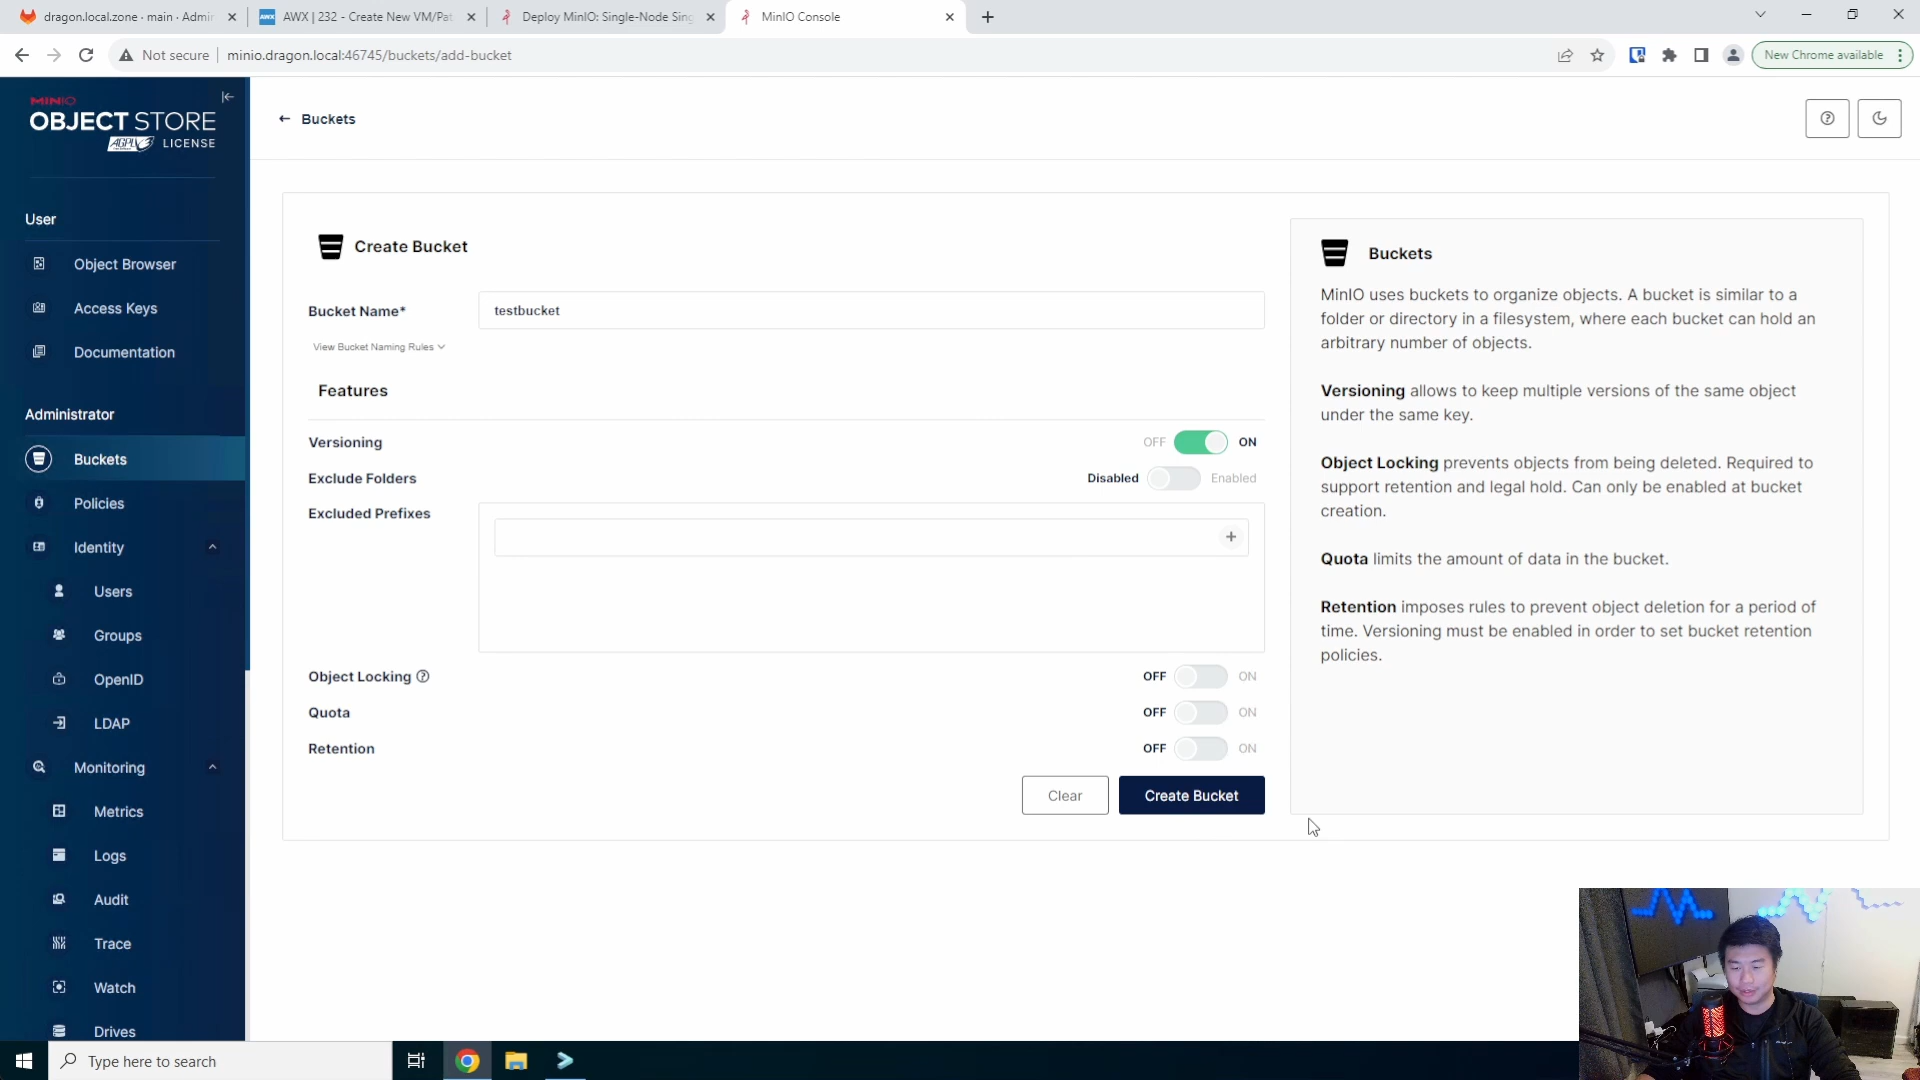 dragon.local.zone · main · Admin
AWX | 232 - Create New VM/Pat
Deploy MinIO: Single-Node Sing
MinIO Console
Not secure
minio.dragon.local:46745/buckets/add-bucket
New Chrome available
MINIO
OBJECT STORE
AGPLv3 LICENSE
User
Object Browser
Access Keys
Documentation
Administrator
Buckets
Policies
Identity
Users
Groups
OpenID
LDAP
Monitoring
Metrics
Logs
Audit
Trace
Watch
Drives
← Buckets
Create Bucket
Bucket Name*
testbucket
View Bucket Naming Rules
Features
Versioning
OFF
ON
Exclude Folders
Disabled
Enabled
Excluded Prefixes
+
Object Locking
OFF
ON
Quota
OFF
ON
Retention
OFF
ON
Clear
Create Bucket
Buckets
MinIO uses buckets to organize objects. A bucket is similar to a
folder or directory in a filesystem, where each bucket can hold an
arbitrary number of objects.
Versioning allows to keep multiple versions of the same object
under the same key.
Object Locking prevents objects from being deleted. Required to
support retention and legal hold. Can only be enabled at bucket
creation.
Quota limits the amount of data in the bucket.
Retention imposes rules to prevent object deletion for a period of
time. Versioning must be enabled in order to set bucket retention
policies.
Type here to search